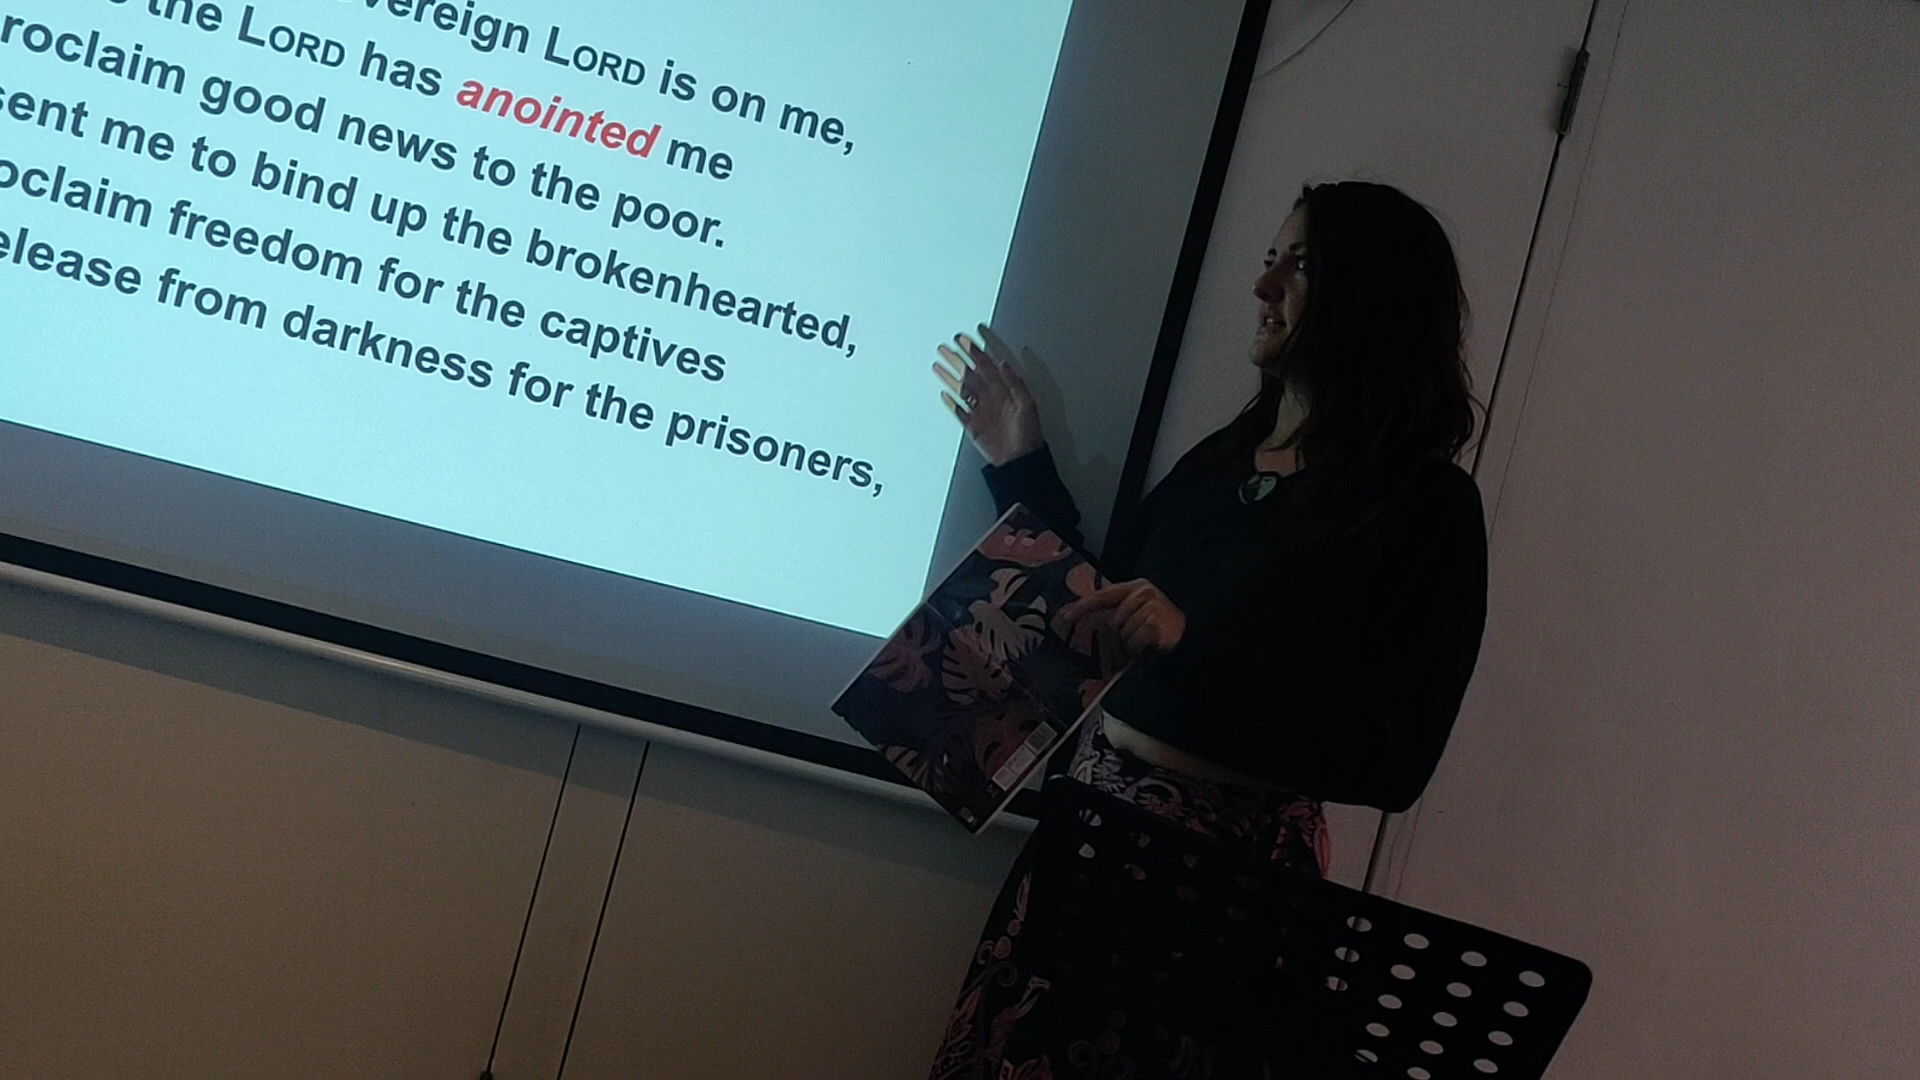 the LORD has anointed me
vereign LORD is on me,
roclaim good news to the poor.
sent me to bind up the brokenhearted,
oclaim freedom for the captives
elease from darkness for the prisoners,